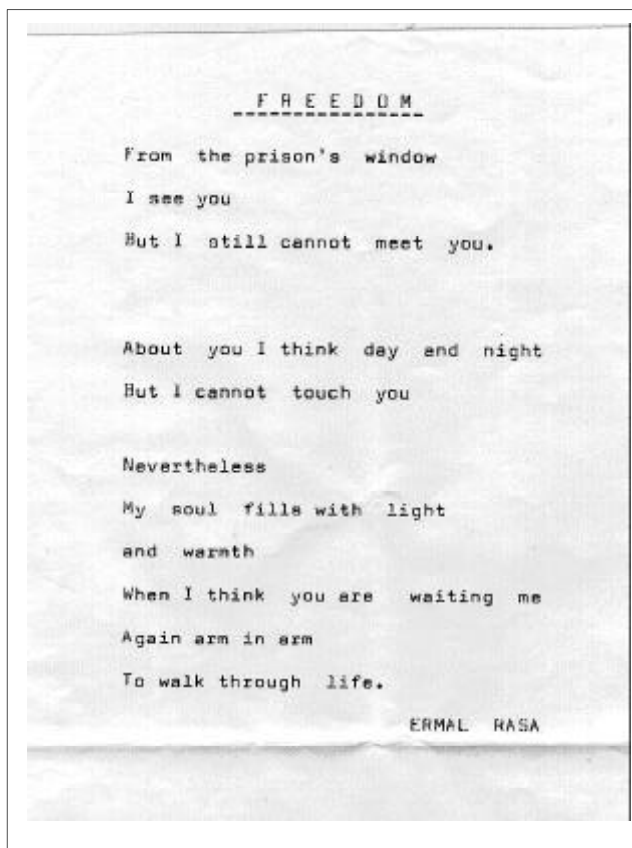 F R E E D O M
From the prison's window
I see you
But I still cannot meet you.
About you I think day and night
But I cannot touch you
Nevertheless
My soul fills with light
and warmth
When I think you are waiting me
Again arm in arm
To walk through life.
ERMAL RASA